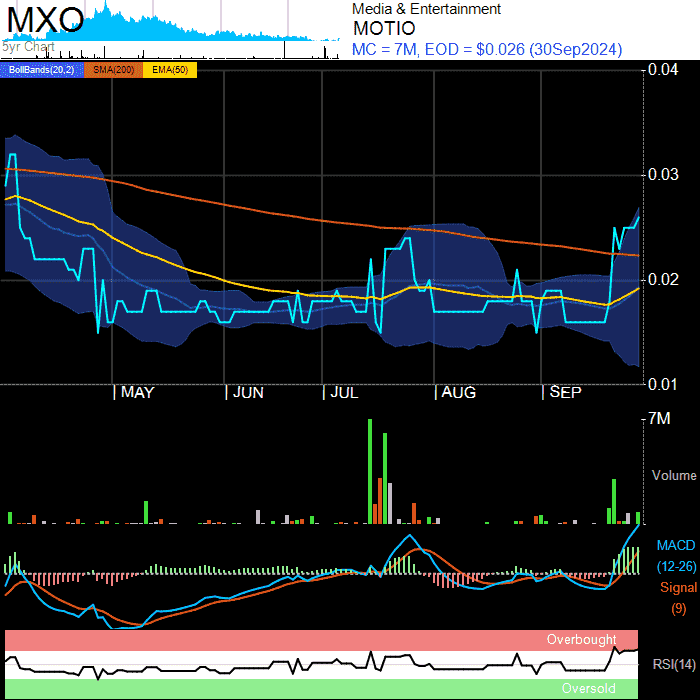 MXO
5yr Chart
Media & Entertainment
MOTIO
MC = 7M, EOD = $0.026 (30Sep2024)
BollBands(20,2) SMA(200) EMA(50)
0.04
0.03
0.02
0.01
MAY JUN JUL AUG SEP
7M
Volume
MACD
(12-26)
Signal
(9)
Overbought
RSI(14)
Oversold